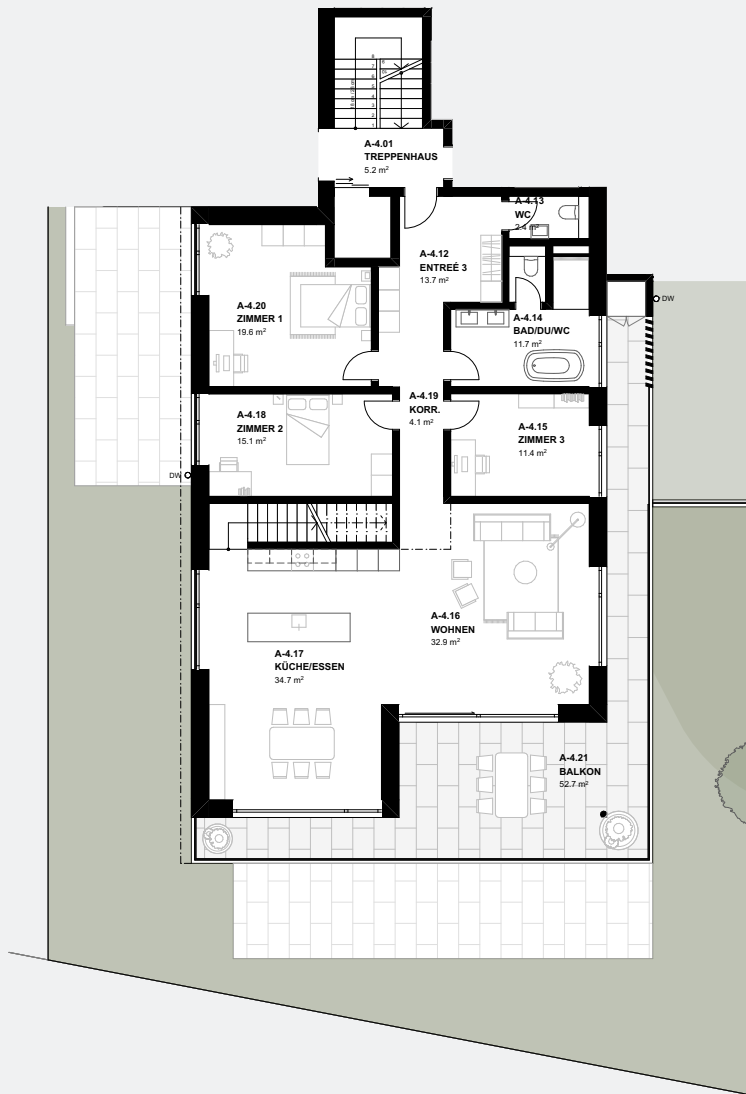 A-4.01
TREPPENHAUS
5.2 m²
A-4.13
WC
2.4 m²
A-4.12
ENTREÉ 3
13.7 m²
A-4.20
ZIMMER 1
19.6 m²
DW
A-4.14
BAD/DU/WC
11.7 m²
A-4.19
KORR.
4.1 m²
A-4.18
ZIMMER 2
15.1 m²
A-4.15
ZIMMER 3
11.4 m²
DW
A-4.16
WOHNEN
32.9 m²
A-4.17
KÜCHE/ESSEN
34.7 m²
A-4.21
BALKON
52.7 m²